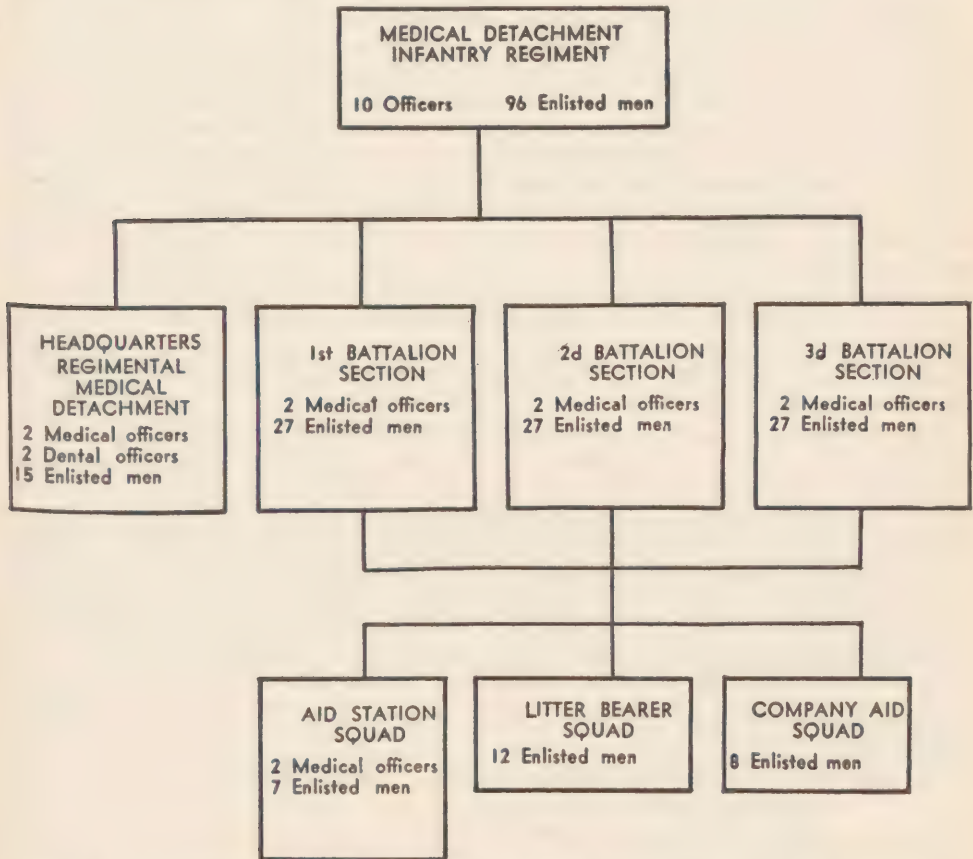 MEDICAL DETACHMENT
INFANTRY REGIMENT
10 Officers 96 Enlisted men
HEADQUARTERS
REGIMENTAL
MEDICAL
DETACHMENT
2 Medical officers
2 Dental officers
15 Enlisted men
1st BATTALION
SECTION
2 Medical officers
27 Enlisted men
2d BATTALION
SECTION
2 Medical officers
27 Enlisted men
3d BATTALION
SECTION
2 Medical officers
27 Enlisted men
AID STATION
SQUAD
2 Medical officers
7 Enlisted men
LITTER BEARER
SQUAD
12 Enlisted men
COMPANY AID
SQUAD
8 Enlisted men